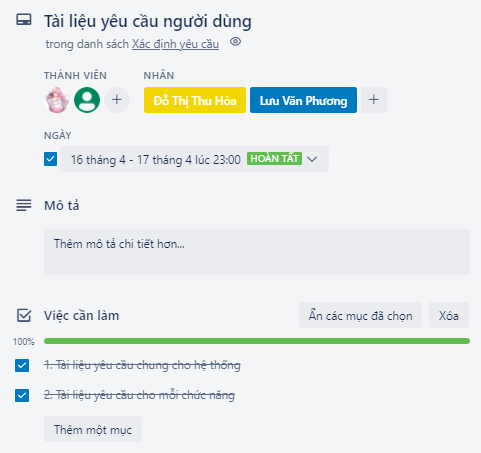 Tài liệu yêu cầu người dùng
trong danh sách Xác định yêu cầu
THÀNH VIÊN NHÃN
Đỗ Thị Thu Hòa Lưu Văn Phương
NGÀY
16 tháng 4 - 17 tháng 4 lúc 23:00 HOÀN TẤT
Mô tả
Thêm mô tả chi tiết hơn...
Việc cần làm Ẩn các mục đã chọn Xóa
100%
1. Tài liệu yêu cầu chung cho hệ thống
2. Tài liệu yêu cầu cho mỗi chức năng
Thêm một mục